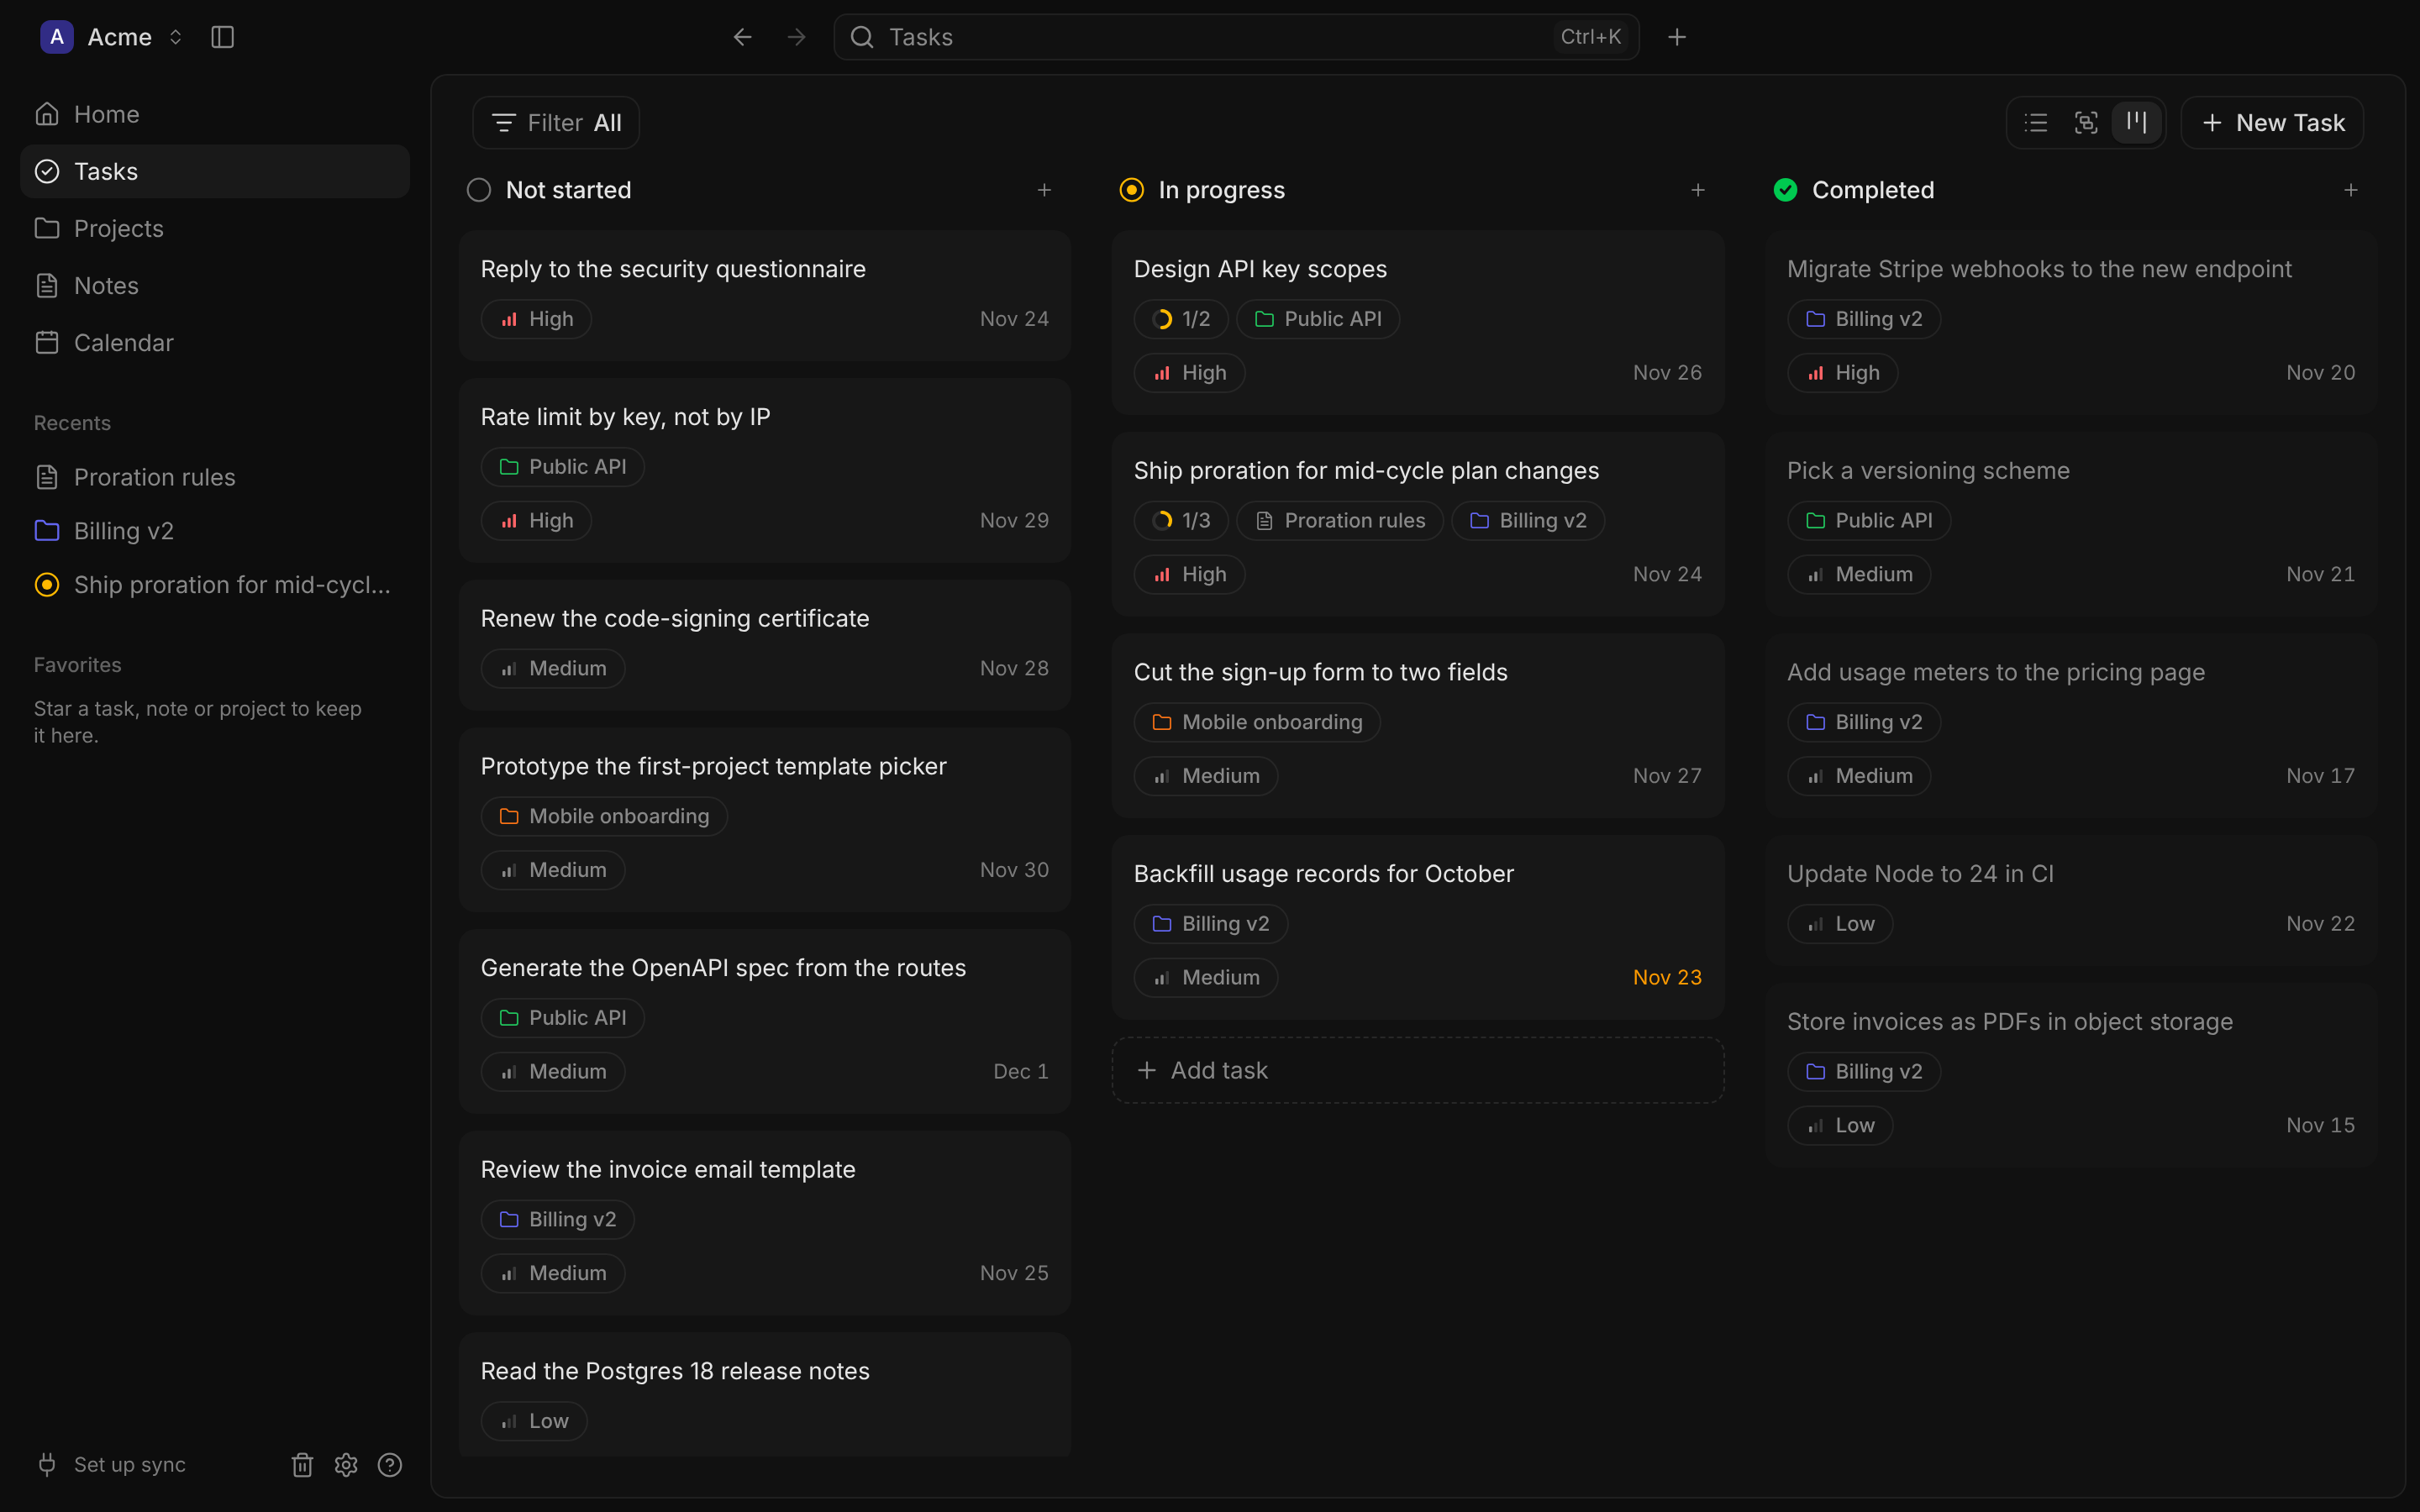 A Acme
Tasks Ctrl+K
Home
Tasks
Projects
Notes
Calendar
Recents
Proration rules
Billing v2
Ship proration for mid-cycl...
Favorites
Star a task, note or project to keep
it here.
Set up sync
Filter All
New Task
Not started
Reply to the security questionnaire
High Nov 24
Rate limit by key, not by IP
Public API
High Nov 29
Renew the code-signing certificate
Medium Nov 28
Prototype the first-project template picker
Mobile onboarding
Medium Nov 30
Generate the OpenAPI spec from the routes
Public API
Medium Dec 1
Review the invoice email template
Billing v2
Medium Nov 25
Read the Postgres 18 release notes
Low
In progress
Design API key scopes
1/2 Public API
High Nov 26
Ship proration for mid-cycle plan changes
1/3 Proration rules Billing v2
High Nov 24
Cut the sign-up form to two fields
Mobile onboarding
Medium Nov 27
Backfill usage records for October
Billing v2
Medium Nov 23
Add task
Completed
Migrate Stripe webhooks to the new endpoint
Billing v2
High Nov 20
Pick a versioning scheme
Public API
Medium Nov 21
Add usage meters to the pricing page
Billing v2
Medium Nov 17
Update Node to 24 in CI
Low Nov 22
Store invoices as PDFs in object storage
Billing v2
Low Nov 15